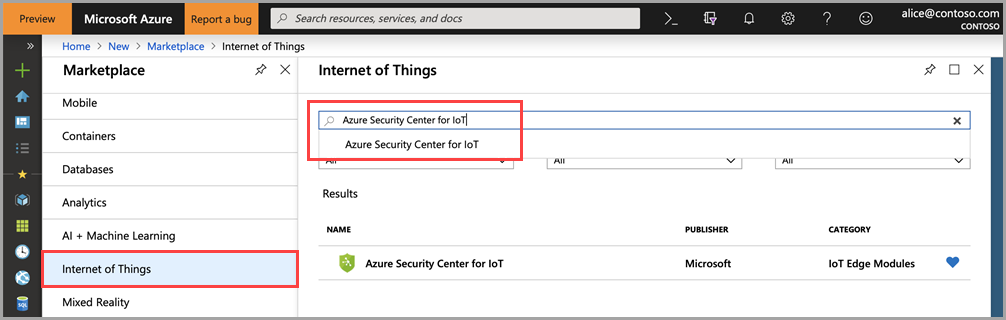 Preview
Microsoft Azure
Report a bug
Search resources, services, and docs
alice@contoso.com
CONTOSO
Home > New > Marketplace > Internet of Things
Marketplace
Mobile
Containers
Databases
Analytics
AI + Machine Learning
Internet of Things
Mixed Reality
Internet of Things
Azure Security Center for IoT
Azure Security Center for IoT
All All All
Results
NAME PUBLISHER CATEGORY
Azure Security Center for IoT Microsoft IoT Edge Modules
SQL